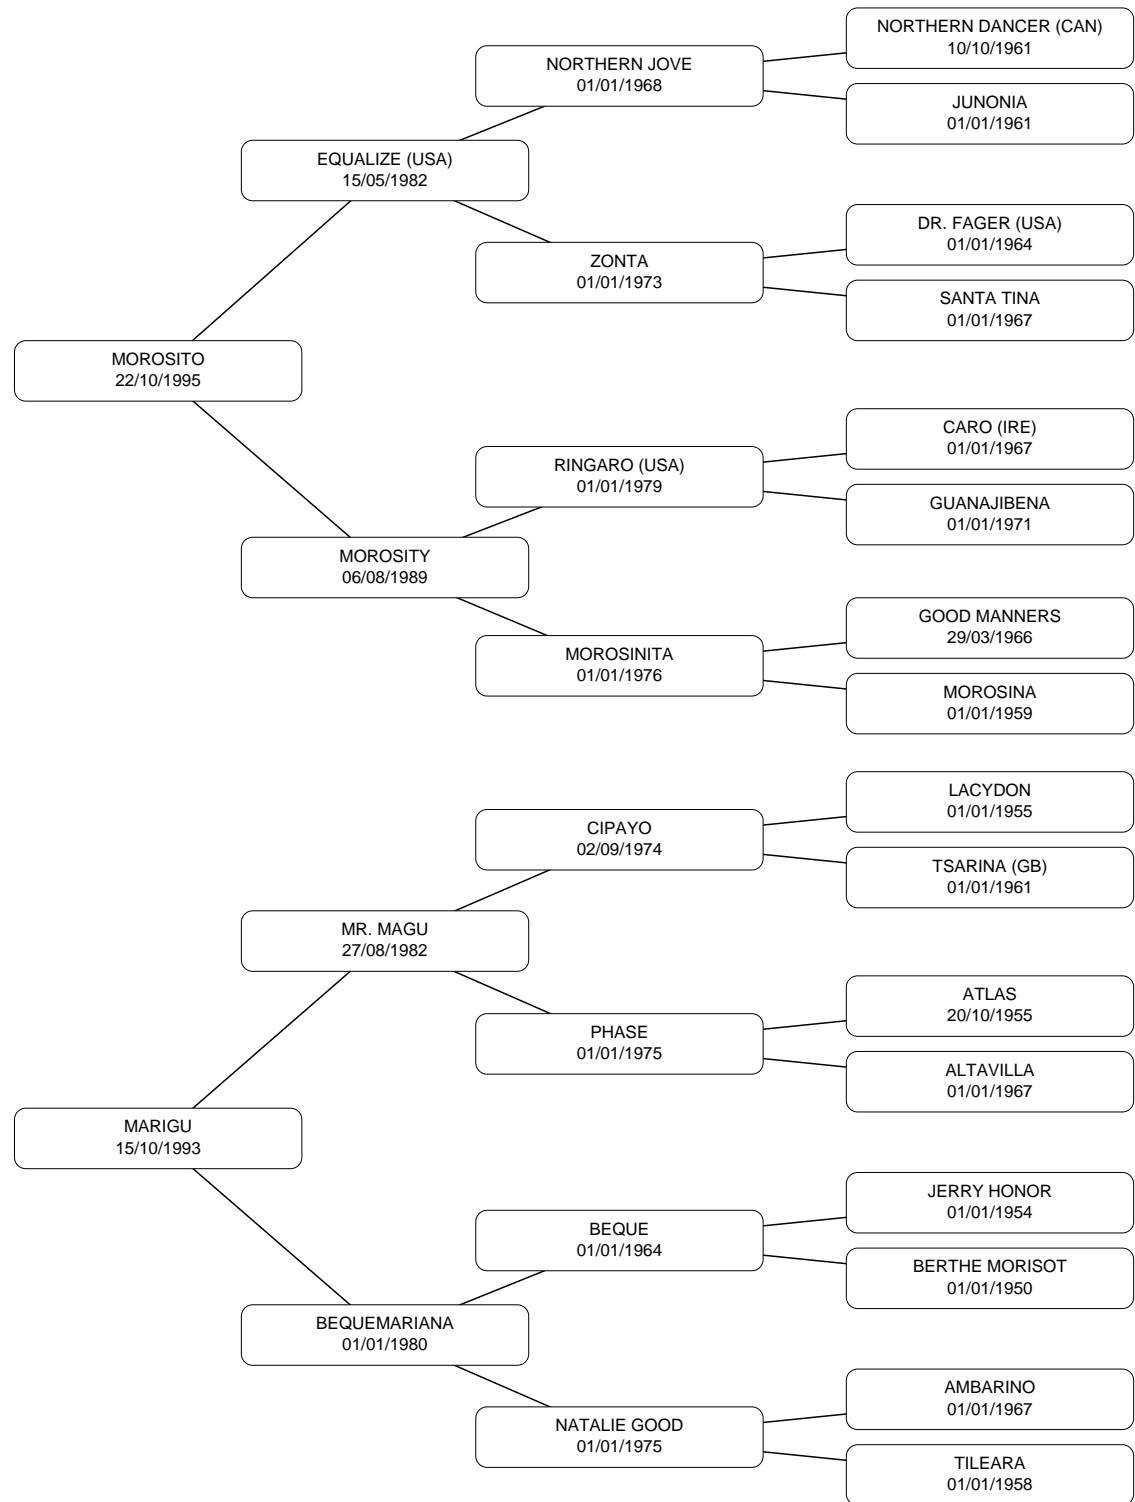 NORTHERN DANCER (CAN)
10/10/1961
NORTHERN JOVE
01/01/1968
JUNONIA
01/01/1961
EQUALIZE (USA)
15/05/1982
DR. FAGER (USA)
01/01/1964
ZONTA
01/01/1973
SANTA TINA
01/01/1967
MOROSITO
22/10/1995
CARO (IRE)
01/01/1967
RINGARO (USA)
01/01/1979
GUANAJIBENA
01/01/1971
MOROSITY
06/08/1989
GOOD MANNERS
29/03/1966
MOROSINITA
01/01/1976
MOROSINA
01/01/1959
LACYDON
01/01/1955
CIPAYO
02/09/1974
TSARINA (GB)
01/01/1961
MR. MAGU
27/08/1982
ATLAS
20/10/1955
PHASE
01/01/1975
ALTAVILLA
01/01/1967
MARIGU
15/10/1993
JERRY HONOR
01/01/1954
BEQUE
01/01/1964
BERTHE MORISOT
01/01/1950
BEQUEMARIANA
01/01/1980
AMBARINO
01/01/1967
NATALIE GOOD
01/01/1975
TILEARA
01/01/1958